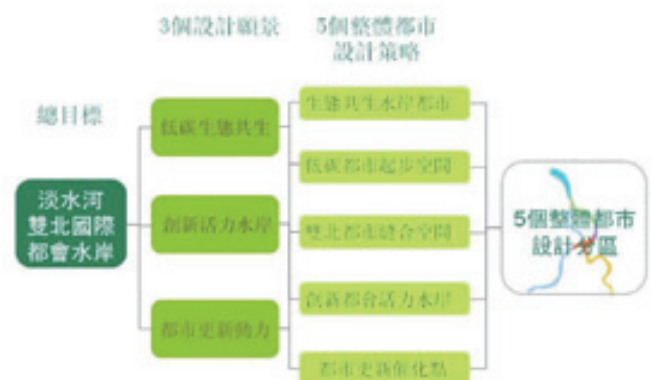 3個設計願景
5個整體都市
設計策略
總目標
淡水河
雙北國際
都會水岸
低碳生態共生
創新活力水岸
都市更新動力
生態共生水岸都市
低碳都市起步空間
雙北都市縫合空間
創新都會活力水岸
都市更新催化點
5個整體都市
設計分區